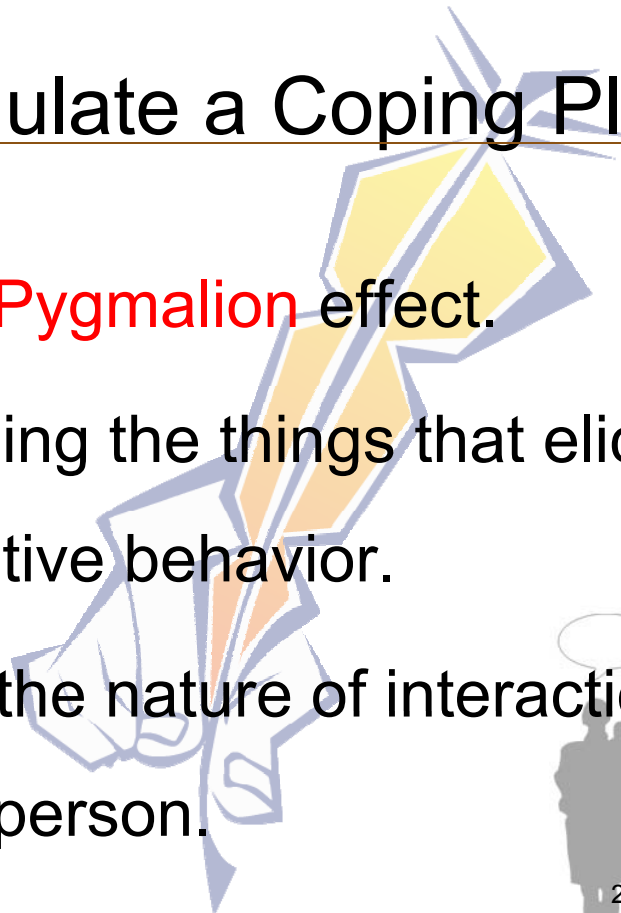 ulate a Coping Pl
Pygmalion effect.
ing the things that elic
tive behavior.
the nature of interacti
person.
2